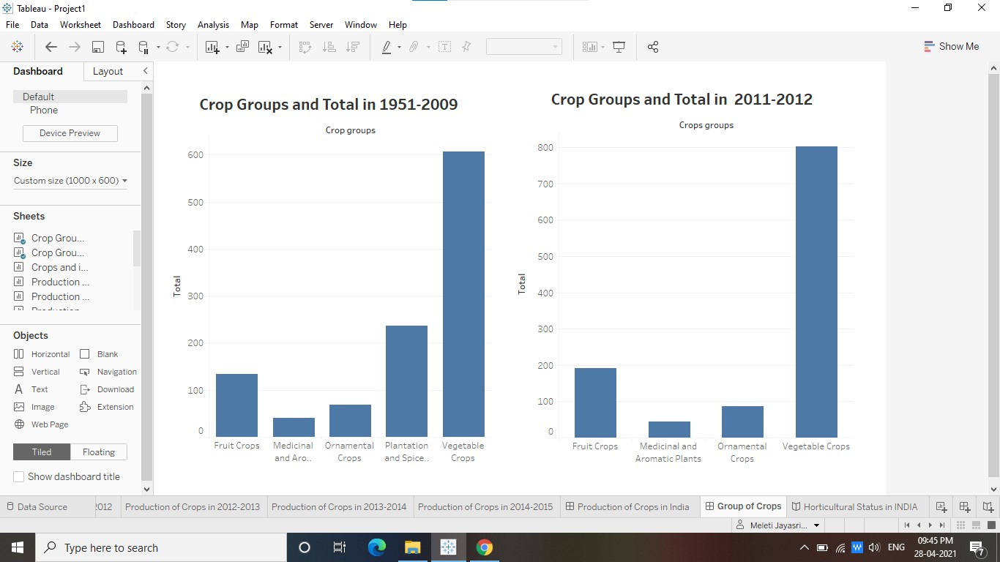 Tableau - Project1
File Data Worksheet Dashboard Story Analysis Map Format Server Window Help
Show Me
Dashboard Layout
Default
Phone
Device Preview
Size
Custom size (1000 x 600)
Sheets
Crop Grou...
Crop Grou...
Crops and i...
Production ...
Production ...
Production
Objects
Horizontal Blank
Vertical Navigation
Text Download
Image Extension
Web Page
Tiled Floating
Show dashboard title
Crop Groups and Total in 1951-2009
Crop groups
Total
600
500
400
300
200
100
0
Fruit Crops Medicinal and Aro.. Ornamental Crops Plantation and Spice.. Vegetable Crops
Crop Groups and Total in 2011-2012
Crops groups
Total
800
700
600
500
400
300
200
100
0
Fruit Crops Medicinal and Aromatic Plants Ornamental Crops Vegetable Crops
Data Source 2012 Production of Crops in 2012-2013 Production of Crops in 2013-2014 Production of Crops in 2014-2015 Production of Crops in India Group of Crops Horticultural Status in INDIA
Meleti Jayasri...
Type here to search
W ENG
09:45 PM
28-04-2021
7